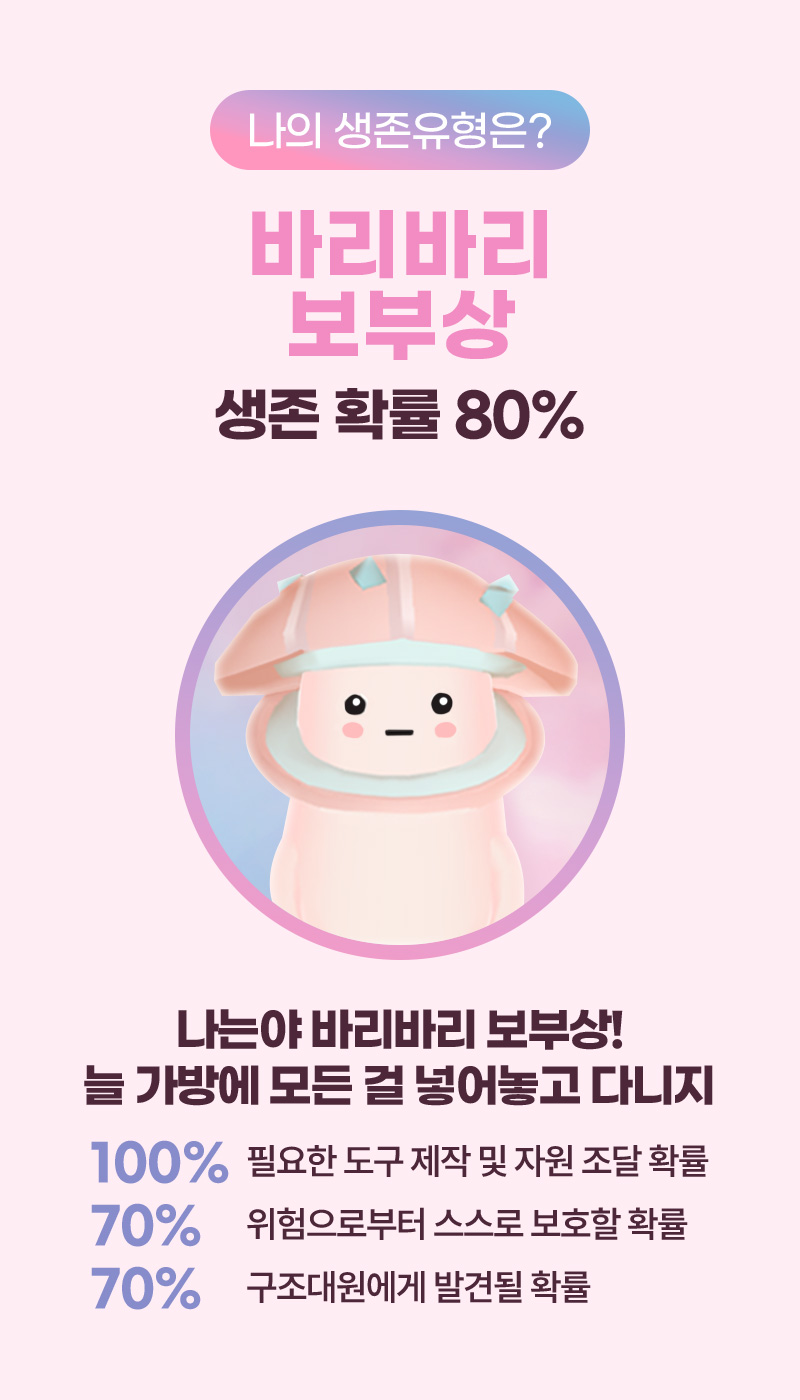 나의 생존유형은?
바리바리
보부상
생존 확률 80%
나는야 바리바리 보부상!
늘 가방에 모든 걸 넣어놓고 다니지
100% 필요한 도구 제작 및 자원 조달 확률
70% 위험으로부터 스스로 보호할 확률
70% 구조대원에게 발견될 확률